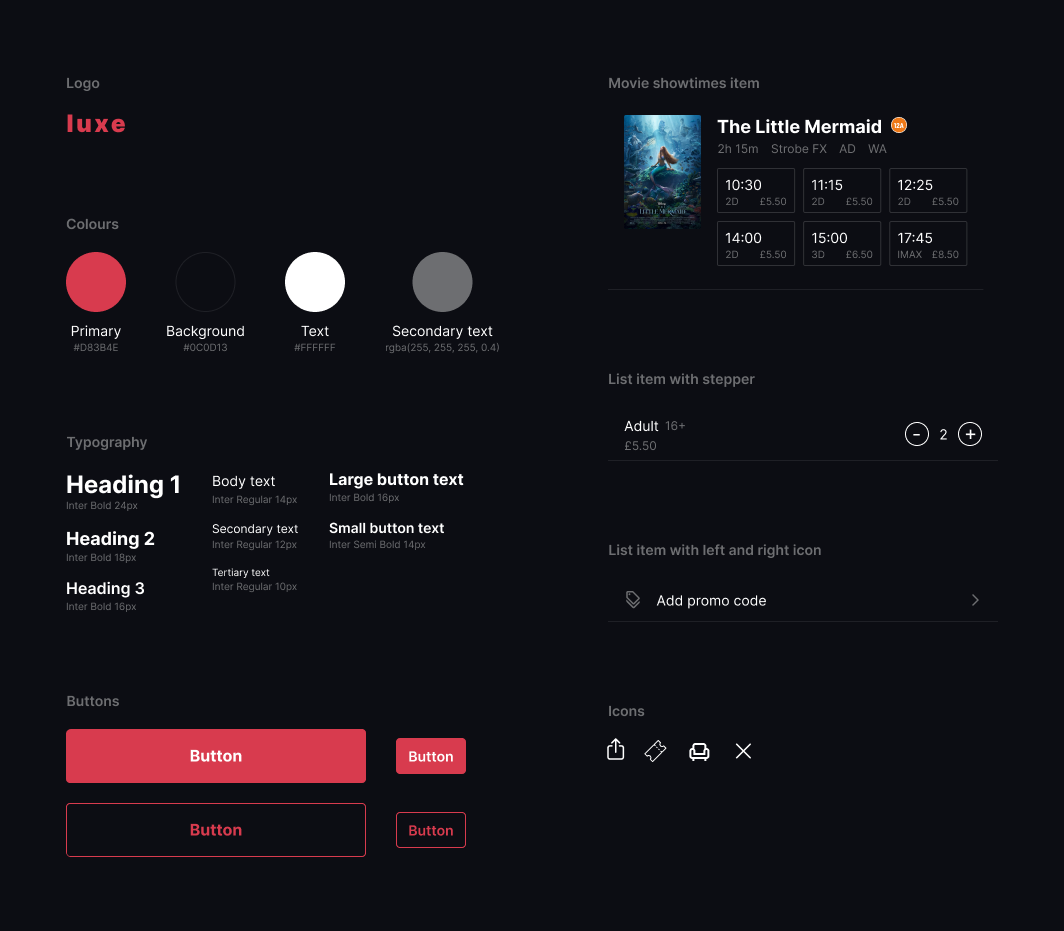 Logo
luxe
Colours
Primary
#D83B4E
Background
#0C0D13
Text
#FFFFFF
Secondary text
rgba(255, 255, 255, 0.4)
Typography
Heading 1
Inter Bold 24px
Heading 2
Inter Bold 18px
Heading 3
Inter Bold 16px
Body text
Inter Regular 14px
Secondary text
Inter Regular 12px
Tertiary text
Inter Regular 10px
Large button text
Inter Bold 16px
Small button text
Inter Semi Bold 14px
Buttons
Button
Button
Button
Button
Movie showtimes item
The Little Mermaid 12A
2h 15m Strobe FX AD WA
10:30
2D £5.50
11:15
2D £5.50
12:25
2D £5.50
14:00
2D £5.50
15:00
3D £6.50
17:45
IMAX £8.50
Disney
LITTLE MERMAID
List item with stepper
Adult 16+
£5.50
- 2 +
List item with left and right icon
Add promo code
Icons